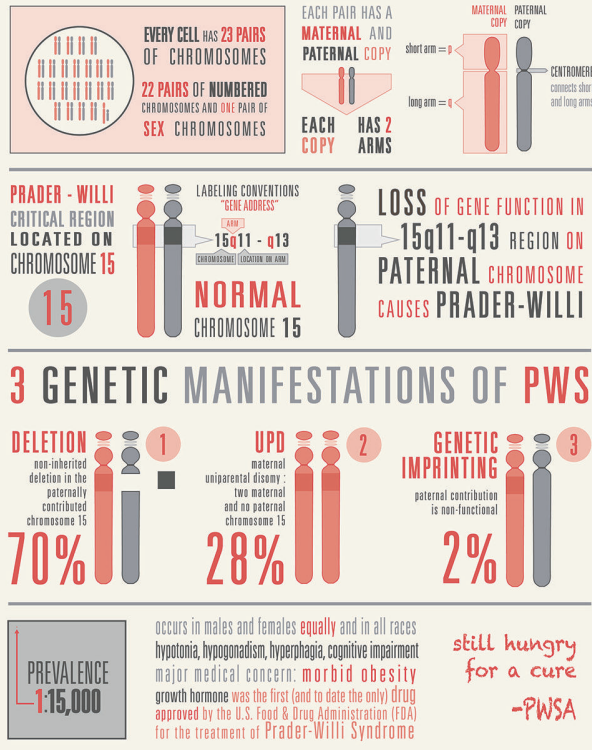 EVERY CELL HAS 23 PAIRS
OF CHROMOSOMES
22 PAIRS OF NUMBERED
CHROMOSOMES AND ONE PAIR OF
SEX CHROMOSOMES
EACH PAIR HAS A
MATERNAL AND
PATERNAL COPY
EACH HAS 2
COPY ARMS
MATERNAL PATERNAL
COPY COPY
short arm = p
CENTROMERE
connects short
and long arms
long arm = q
PRADER - WILLI
CRITICAL REGION
LOCATED ON
CHROMOSOME 15
15
LABELING CONVENTIONS
"GENE ADDRESS"
ARM
15q11 - q13
CHROMOSOME LOCATION ON ARM
NORMAL
CHROMOSOME 15
LOSS OF GENE FUNCTION IN
15q11-q13 REGION ON
PATERNAL CHROMOSOME
CAUSES PRADER-WILLI
3 GENETIC MANIFESTATIONS OF PWS
DELETION
1
non-inherited
deletion in the
paternally
contributed
chromosome 15
70%
UPD
2
maternal
uniparental disomy :
two maternal
and no paternal
chromosome 15
28%
GENETIC
IMPRINTING
3
paternal contribution
is non-functional
2%
PREVALENCE
1:15,000
occurs in males and females equally and in all races
hypotonia, hypogonadism, hyperphagia, cognitive impairment
major medical concern: morbid obesity
growth hormone was the first (and to date the only) drug
approved by the U.S. Food & Drug Administration (FDA)
for the treatment of Prader-Willi Syndrome
still hungry
for a cure
-PWSA